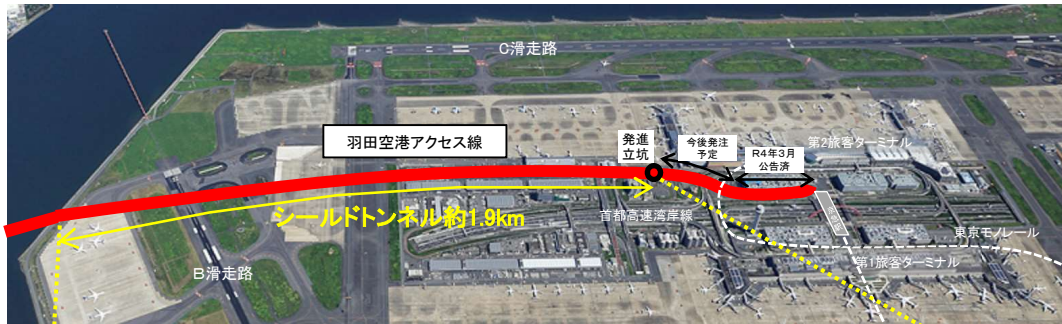 C滑走路
羽田空港アクセス線
発進
立坑
今後発注
予定
R4年3月
公告済
第2旅客ターミナル
シールドトンネル約1.9km
首都高速湾岸線
東京モノレール
第1旅客ターミナル
B滑走路